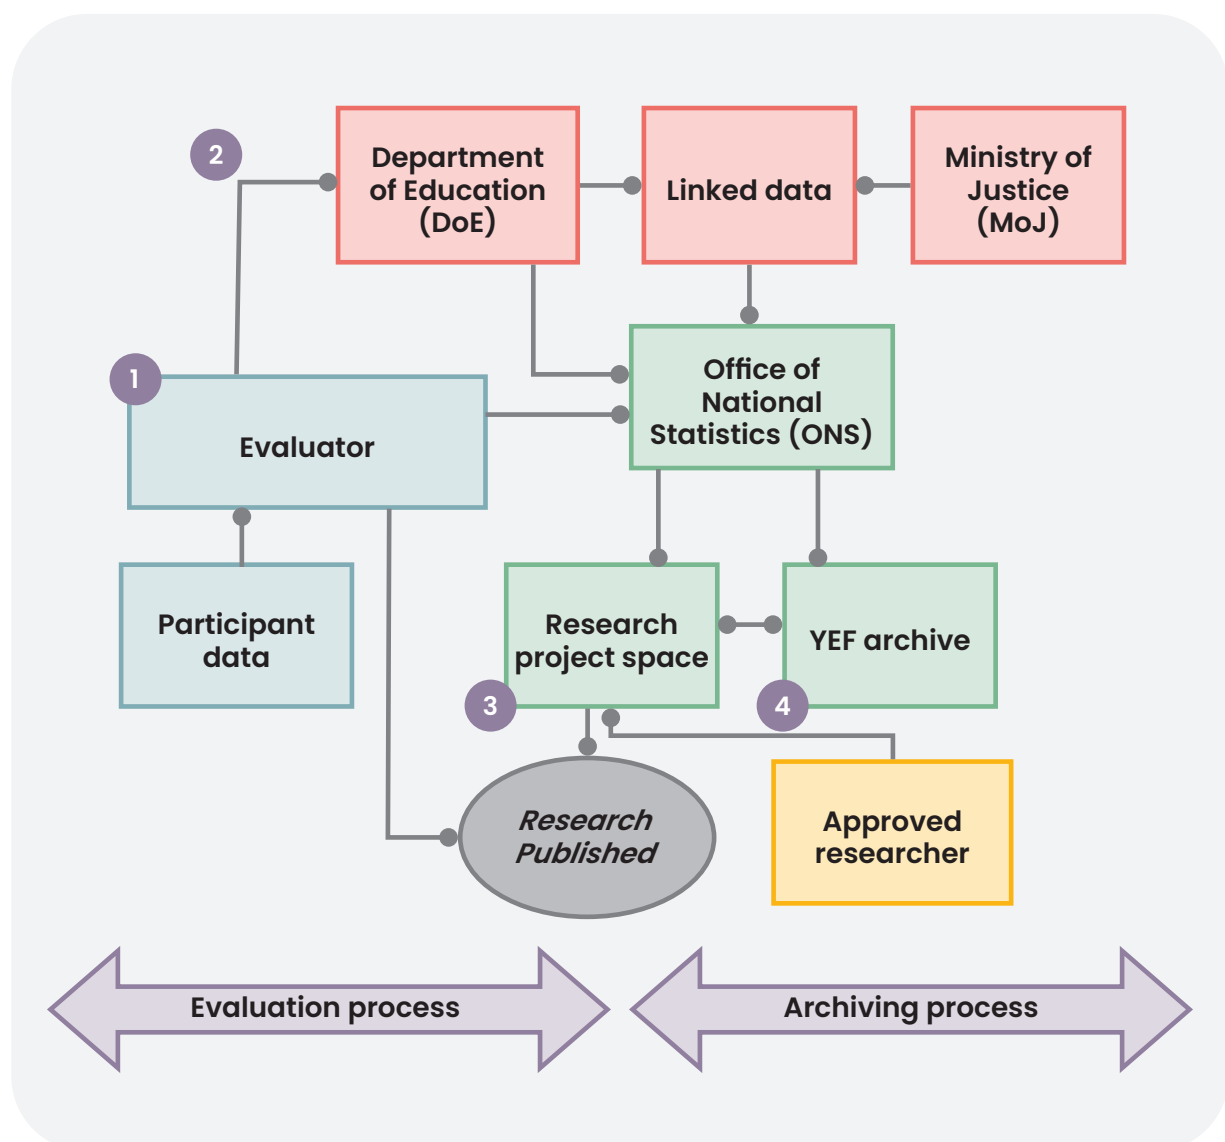 2
Department
of Education
(DoE)
Linked data
Ministry of
Justice
(MoJ)
1
Evaluator
Office of
National
Statistics (ONS)
Participant
data
Research
project space
YEF archive
3
4
Research
Published
Approved
researcher
Evaluation process
Archiving process